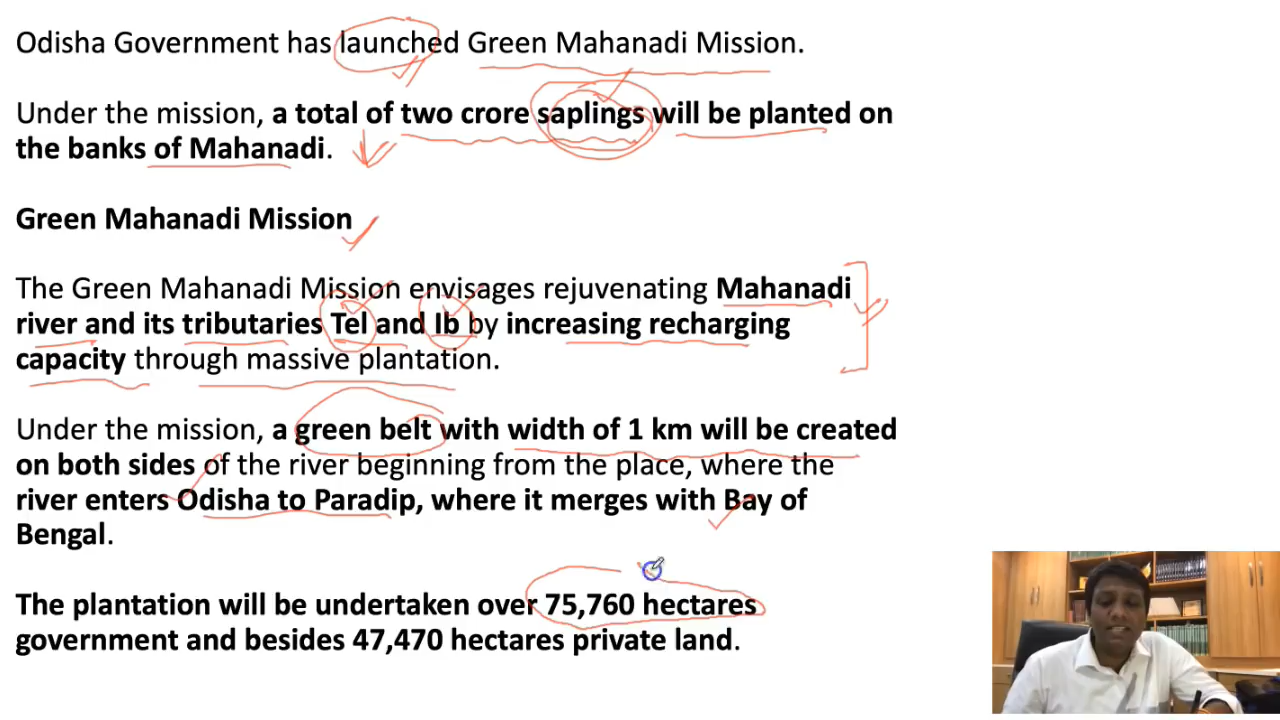 Odisha Government has launched Green Mahanadi Mission.
Under the mission, a total of two crore saplings will be planted on
the banks of Mahanadi.
Green Mahanadi Mission
The Green Mahanadi Mission envisages rejuvenating Mahanadi
river and its tributaries Tel and Ib by increasing recharging
capacity through massive plantation.
Under the mission, a green belt with width of 1 km will be created
on both sides of the river beginning from the place, where the
river enters Odisha to Paradip, where it merges with Bay of
Bengal.
The plantation will be undertaken over 75,760 hectares
government and besides 47,470 hectares private land.